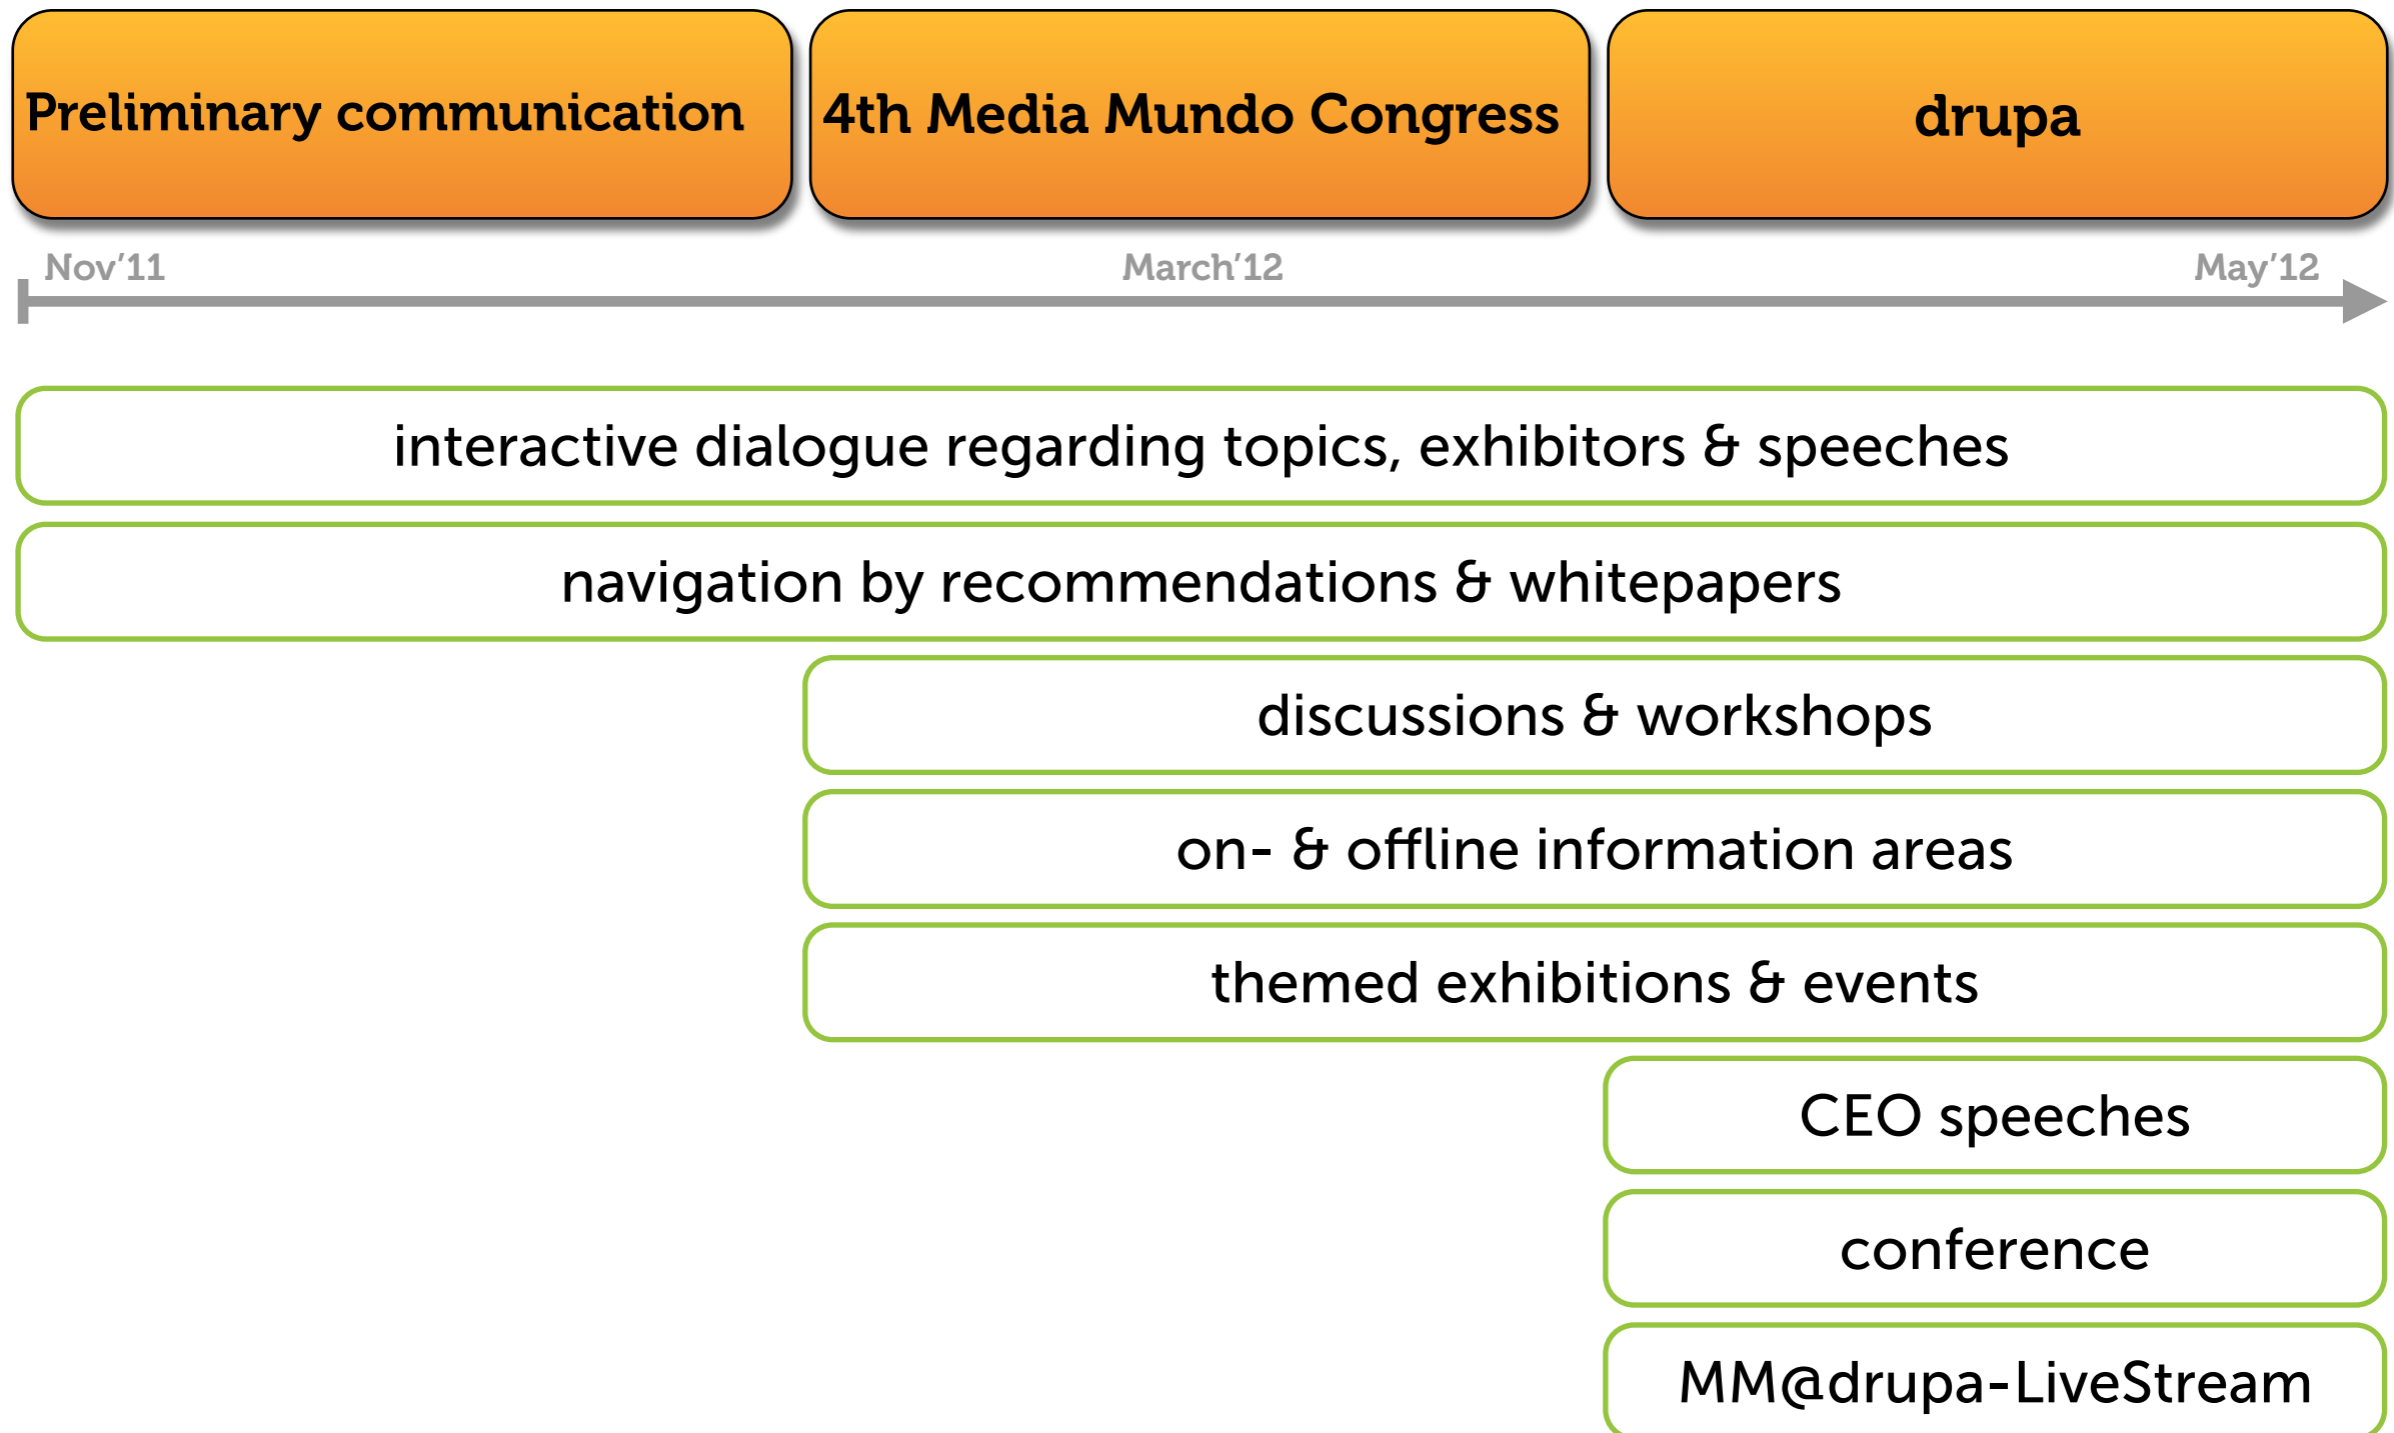 Preliminary communication
4th Media Mundo Congress
drupa
Nov’11
March’12
May’12
interactive dialogue regarding topics, exhibitors & speeches
navigation by recommendations & whitepapers
discussions & workshops
on- & offline information areas
themed exhibitions & events
CEO speeches
conference
MM@drupa-LiveStream